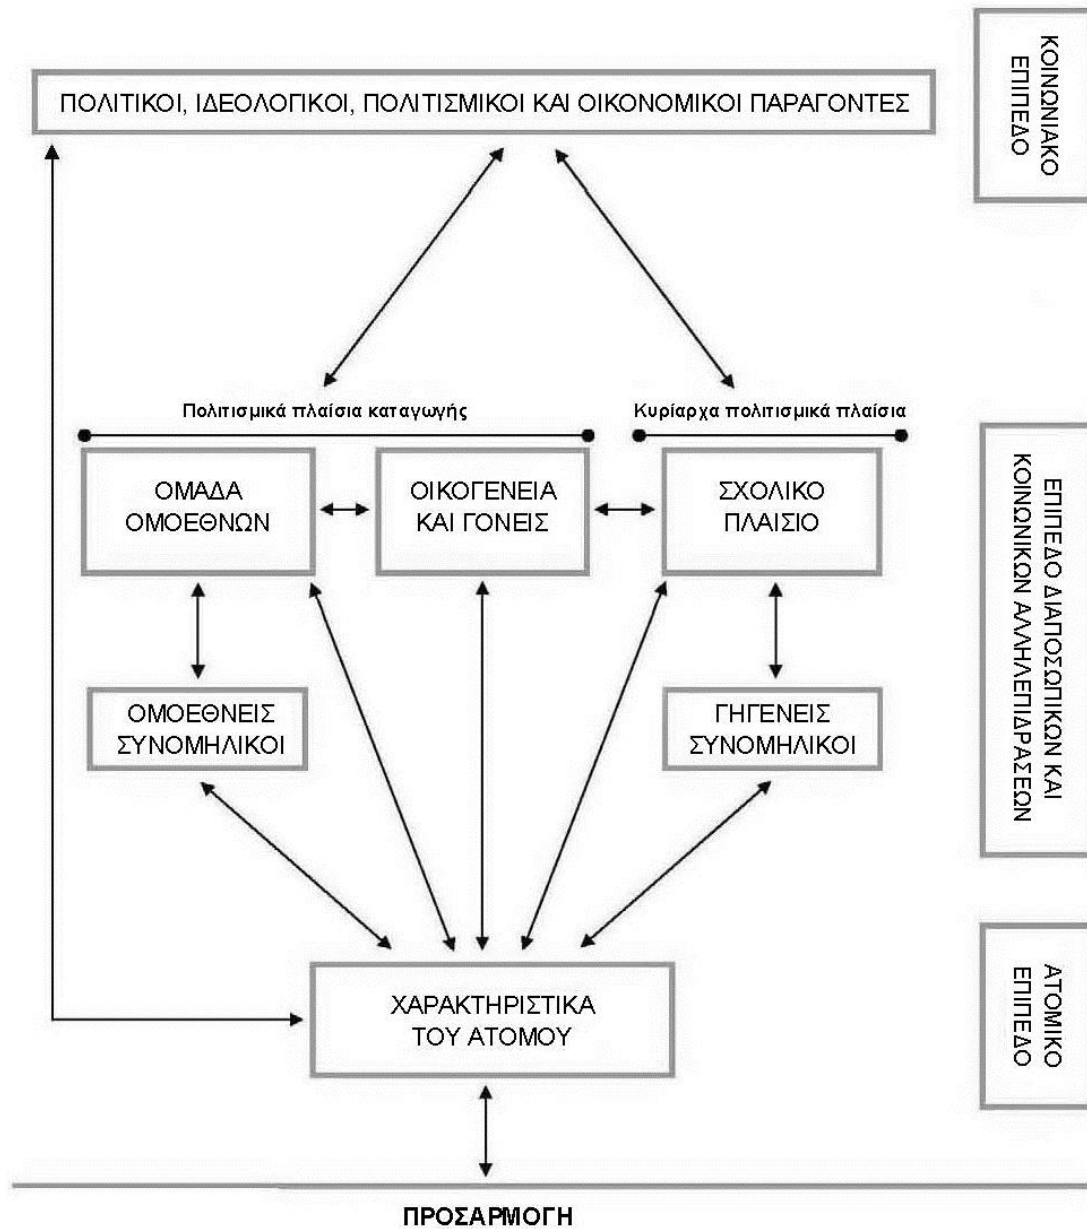 ΠΟΛΙΤΙΚΟΙ, ΙΔΕΟΛΟΓΙΚΟΙ, ΠΟΛΙΤΙΣΜΙΚΟΙ ΚΑΙ ΟΙΚΟΝΟΜΙΚΟΙ ΠΑΡΑΓΟΝΤΕΣ
ΚΟΙΝΩΝΙΑΚΟ
ΕΠΙΠΕΔΟ
Πολιτισμικά πλαίσια καταγωγής
Κυρίαρχα πολιτισμικά πλαίσια
ΟΜΑΔΑ
ΟΜΟΕΘΝΩΝ
ΟΙΚΟΓΕΝΕΙΑ
ΚΑΙ ΓΟΝΕΙΣ
ΣΧΟΛΙΚΟ
ΠΛΑΙΣΙΟ
ΕΠΙΠΕΔΟ ΔΙΑΠΟΣΩΠΙΚΩΝ ΚΑΙ
ΚΟΙΝΩΝΙΚΩΝ ΑΛΛΗΛΕΠΙΔΡΑΣΕΩΝ
ΟΜΟΕΘΝΕΙΣ
ΣΥΝΟΜΗΛΙΚΟΙ
ΓΗΓΕΝΕΙΣ
ΣΥΝΟΜΗΛΙΚΟΙ
ΧΑΡΑΚΤΗΡΙΣΤΙΚΑ
ΤΟΥ ΑΤΟΜΟΥ
ΑΤΟΜΙΚΟ
ΕΠΙΠΕΔΟ
ΠΡΟΣΑΡΜΟΓΗ